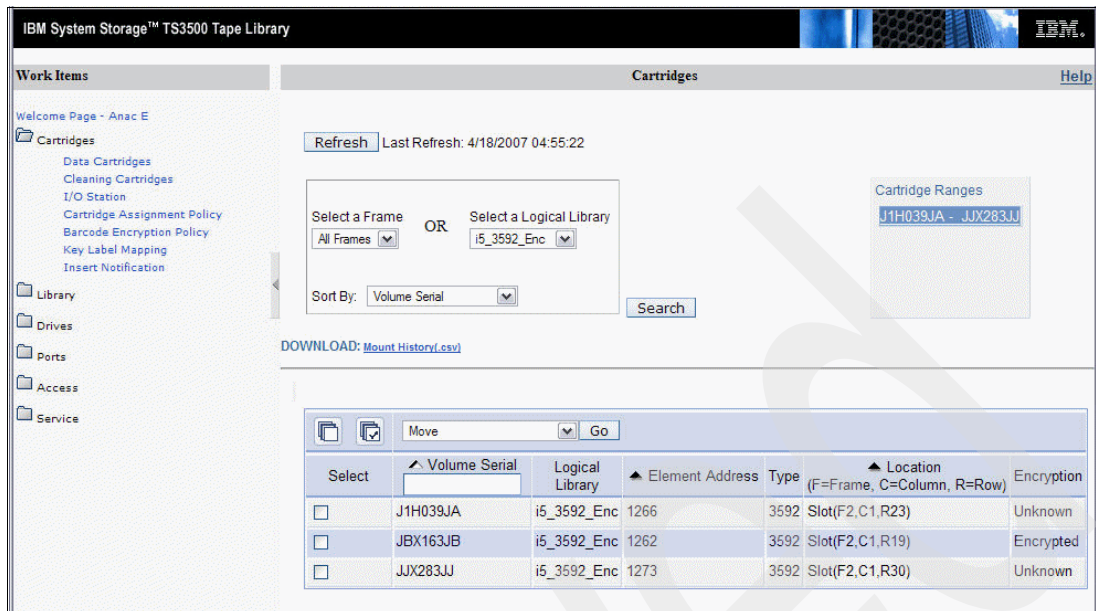 IBM System Storage™ TS3500 Tape Library
IBM.
Work Items
Cartridges
Help
Welcome Page - Anac E
Cartridges
Data Cartridges
Cleaning Cartridges
I/O Station
Cartridge Assignment Policy
Barcode Encryption Policy
Key Label Mapping
Insert Notification
Library
Drives
Ports
Access
Service
Refresh Last Refresh: 4/18/2007 04:55:22
Select a Frame OR Select a Logical Library
All Frames i5_3592_Enc
Sort By: Volume Serial
Search
Cartridge Ranges
J1H039JA - JJX283JJ
DOWNLOAD: Mount History(.csv)
Move Go
Select Volume Serial Logical Library Element Address Type Location (F=Frame, C=Column, R=Row) Encryption
J1H039JA i5_3592_Enc 1266 3592 Slot(F2,C1,R23) Unknown
JBX163JB i5_3592_Enc 1262 3592 Slot(F2,C1,R19) Encrypted
JJX283JJ i5_3592_Enc 1273 3592 Slot(F2,C1,R30) Unknown